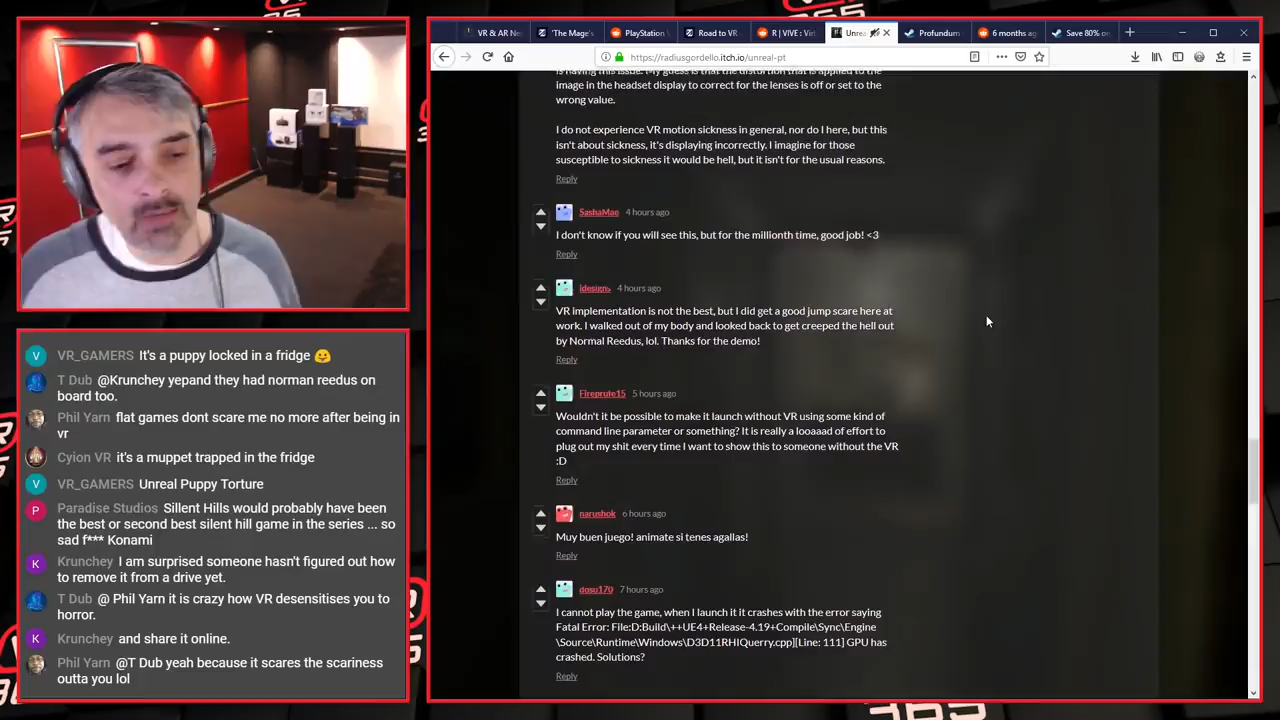 VR & AR Ne
'The Mage's
PlayStation V
Road to VR
R | VIVE : Virt
Unrea
Profundum
6 months ag
Save 80% on
https://radiusgordello.itch.io/unreal-pt
is having this issue. My guess is that the distortion that is applied to the
image in the headset display to correct for the lenses is off or set to the
wrong value.
I do not experience VR motion sickness in general, nor do I here, but this
isn't about sickness, it's displaying incorrectly. I imagine for those
susceptible to sickness it would be hell, but it isn't for the usual reasons.
Reply
SashaMae 4 hours ago
I don't know if you will see this, but for the millionth time, good job! <3
Reply
idesigns 4 hours ago
VR implementation is not the best, but I did get a good jump scare here at
work. I walked out of my body and looked back to get creeped the hell out
by Normal Reedus, lol. Thanks for the demo!
Reply
Fireprute15 5 hours ago
Wouldn't it be possible to make it launch without VR using some kind of
command line parameter or something? It is really a looaaad of effort to
plug out my shit every time I want to show this to someone without the VR
:D
Reply
narushok 6 hours ago
Muy buen juego! animate si tenes agallas!
Reply
dosu170 7 hours ago
I cannot play the game, when I launch it it crashes with the error saying
Fatal Error: File:D:Build\++UE4+Release-4.19+Compile\Sync\Engine
\Source\Runtime\Windows\D3D11RHIQuerry.cpp][Line: 111] GPU has
crashed. Solutions?
Reply
V VR_GAMERS It's a puppy locked in a fridge
T Dub @Krunchey yepand they had norman reedus on
board too.
Phil Yarn flat games dont scare me no more after being in
vr
Cyion VR it's a muppet trapped in the fridge
V VR_GAMERS Unreal Puppy Torture
P Paradise Studios Sillent Hills would probably have been
the best or second best silent hill game in the series ... so
sad f*** Konami
K Krunchey I am surprised someone hasn't figured out how
to remove it from a drive yet.
T Dub @ Phil Yarn it is crazy how VR desensitises you to
horror.
K Krunchey and share it online.
Phil Yarn @T Dub yeah because it scares the scariness
outta you lol
365